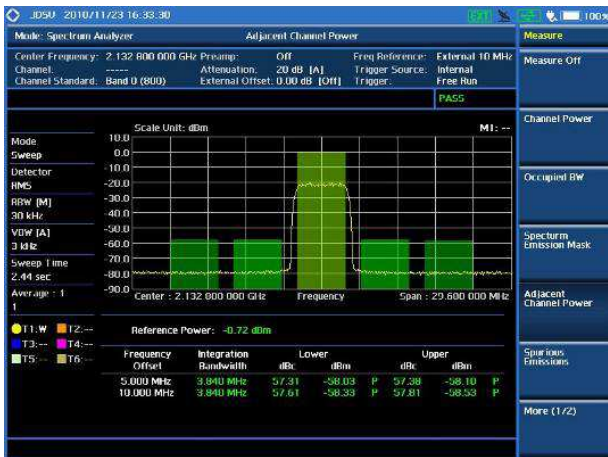 JDSU 2010/11/23 16:33:30 EXT 100%
Mode: Spectrum Analyzer Adjacent Channel Power Measure
Center Frequency: 2.132 800 000 GHz Preamp: Off Freq Reference: External 10 MHz
Channel: ----- Attenuation: 20 dB [A] Trigger Source: Internal
Channel Standard: Band 0 (800) External Offset: 0.00 dB [Off] Trigger: Free Run
Measure Off
PASS
Scale Unit: dBm M1: --
Channel Power
Mode
Sweep
Detector
RMS
RBW [M]
30 kHz
VBW [A]
3 kHz
Sweep Time
2.44 sec
Average : 1
1
10.0
0.0
-10.0
-20.0
-30.0
-40.0
-50.0
-60.0
-70.0
-80.0
-90.0
Center : 2.132 000 000 GHz Frequency Span : 29.600 000 MHz
Occupied BW
Specturm
Emission Mask
Adjacent
Channel Power
T1:W T2:--
T3:-- T4:--
T5:-- T6:--
Reference Power: -0.72 dBm
Frequency Integration Lower Upper
Offset Bandwidth dBc dBm dBc dBm
5.000 MHz 3.840 MHz 57.31 -58.03 P 57.38 -58.10 P
10.000 MHz 3.840 MHz 57.61 -58.33 P 57.81 -58.53 P
Spurious
Emissions
More (1/2)